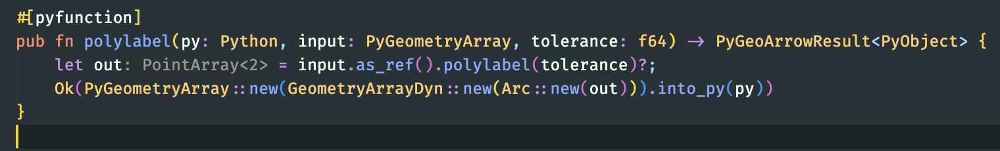 #[pyfunction]
pub fn polylabel(py: Python, input: PyGeometryArray, tolerance: f64) -> PyGeoArrowResult<PyObject> {
    let out: PointArray<2> = input.as_ref().polylabel(tolerance)?;
    Ok(PyGeometryArray::new(GeometryArrayDyn::new(Arc::new(out))).into_py(py))
}